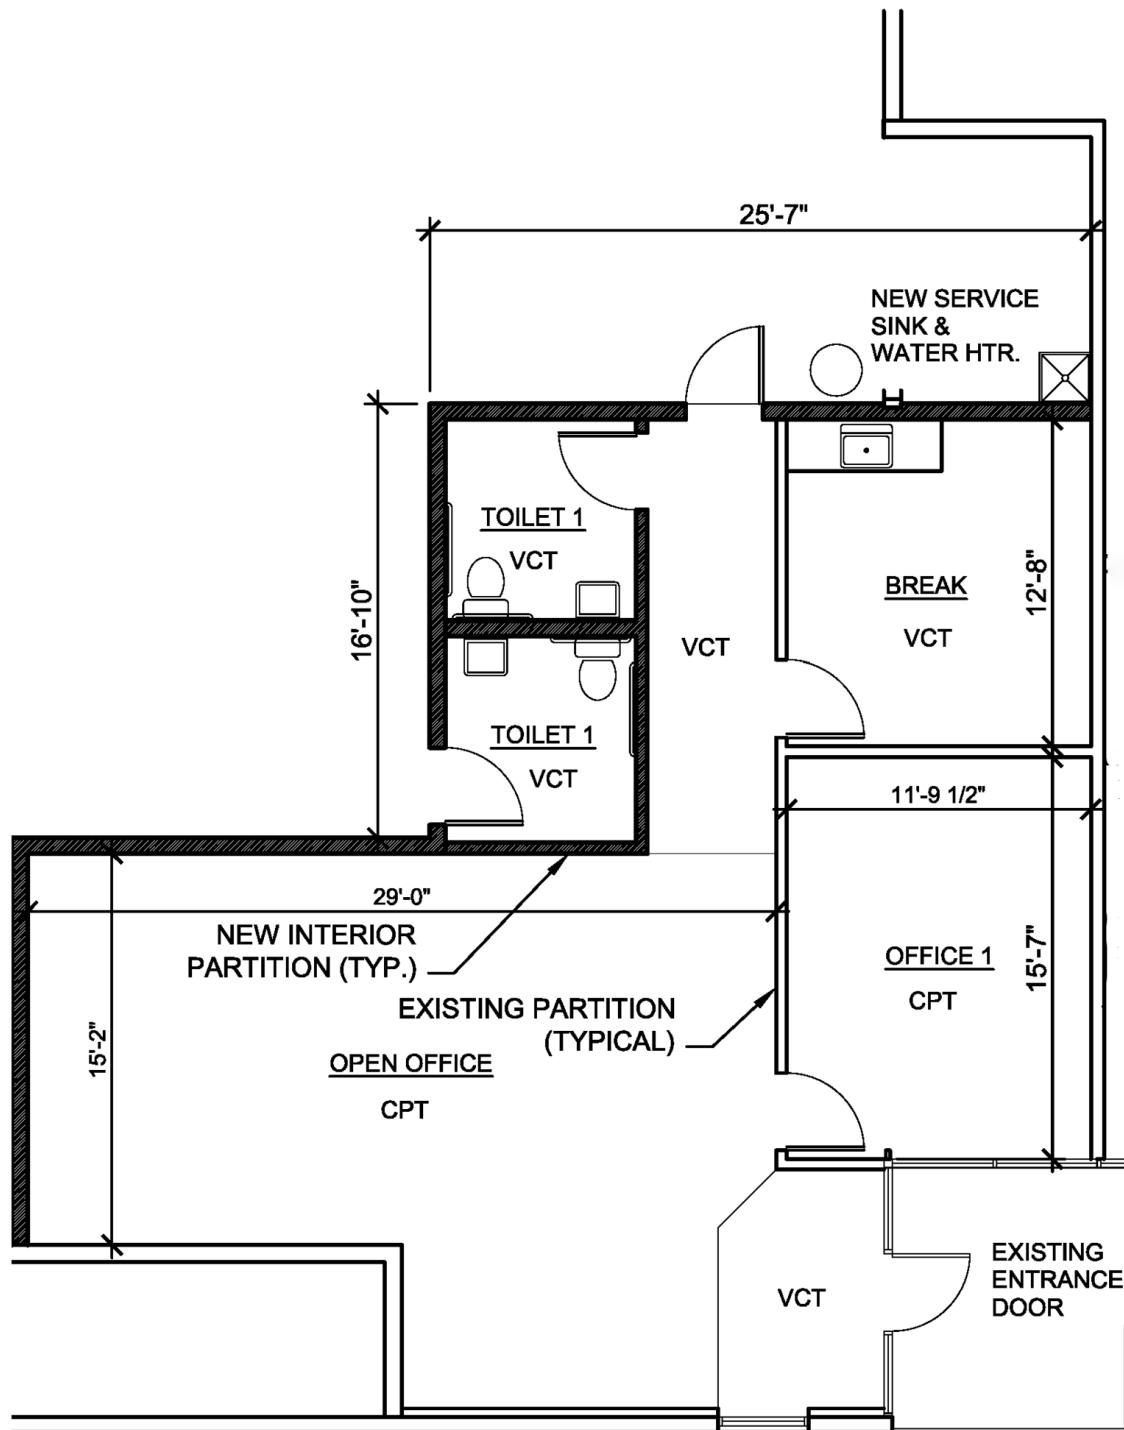 25'-7"
NEW SERVICE
SINK &
WATER HTR.
TOILET 1
VCT
16'-10"
BREAK
VCT
12'-8"
VCT
TOILET 1
VCT
11'-9 1/2"
29'-0"
NEW INTERIOR
PARTITION (TYP.)
OFFICE 1
CPT
15'-7"
EXISTING PARTITION
(TYPICAL)
15'-2"
OPEN OFFICE
CPT
VCT
EXISTING
ENTRANCE
DOOR